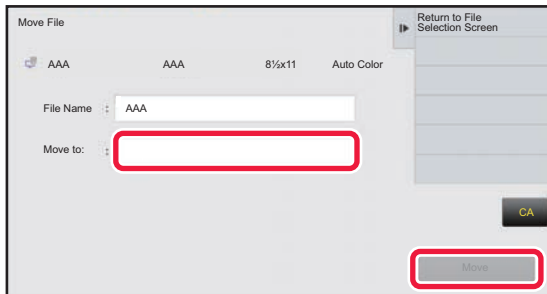 Move File
Return to File
Selection Screen
AAA AAA 8½x11 Auto Color
File Name : AAA
Move to: :
CA
Move